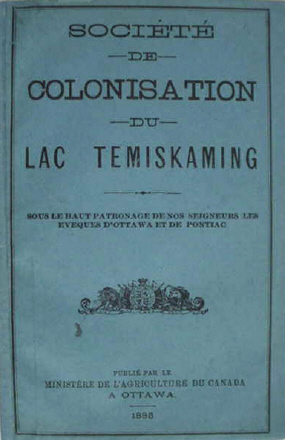 SOCIÉTÉ
—DE—
COLONISATION
—DU—
LAC TEMISKAMING
SOUS LE HAUT PATRONAGE DE NOS SEIGNEURS LES
EVEQUES D'OTTAWA ET DE PONTIAC
PUBLIÉ PAR LE
MINISTÈRE DE L'AGRICULTURE DU CANADA
A OTTAWA.